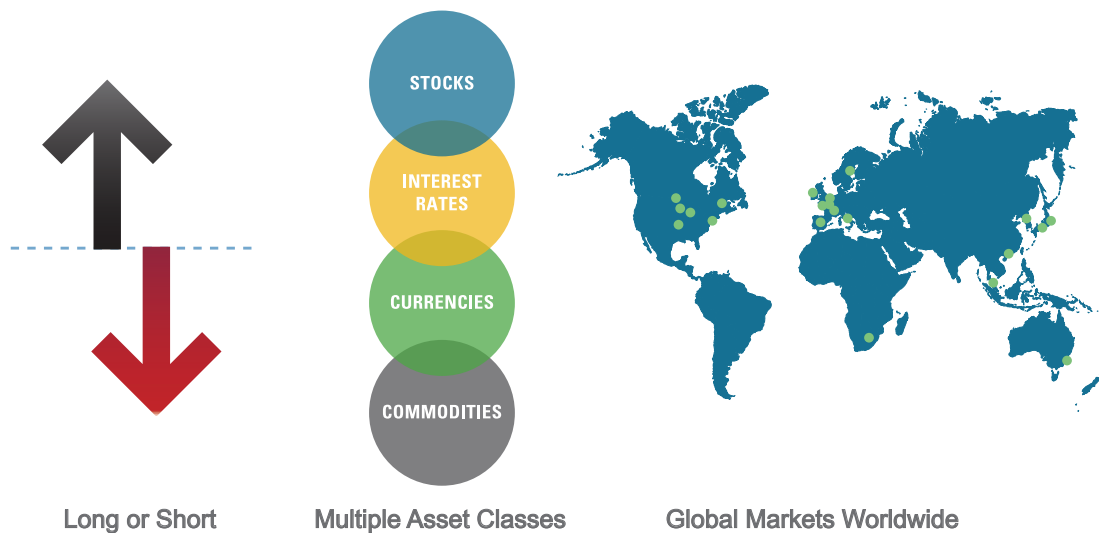 STOCKS
INTEREST
RATES
CURRENCIES
COMMODITIES
Long or Short
Multiple Asset Classes
Global Markets Worldwide